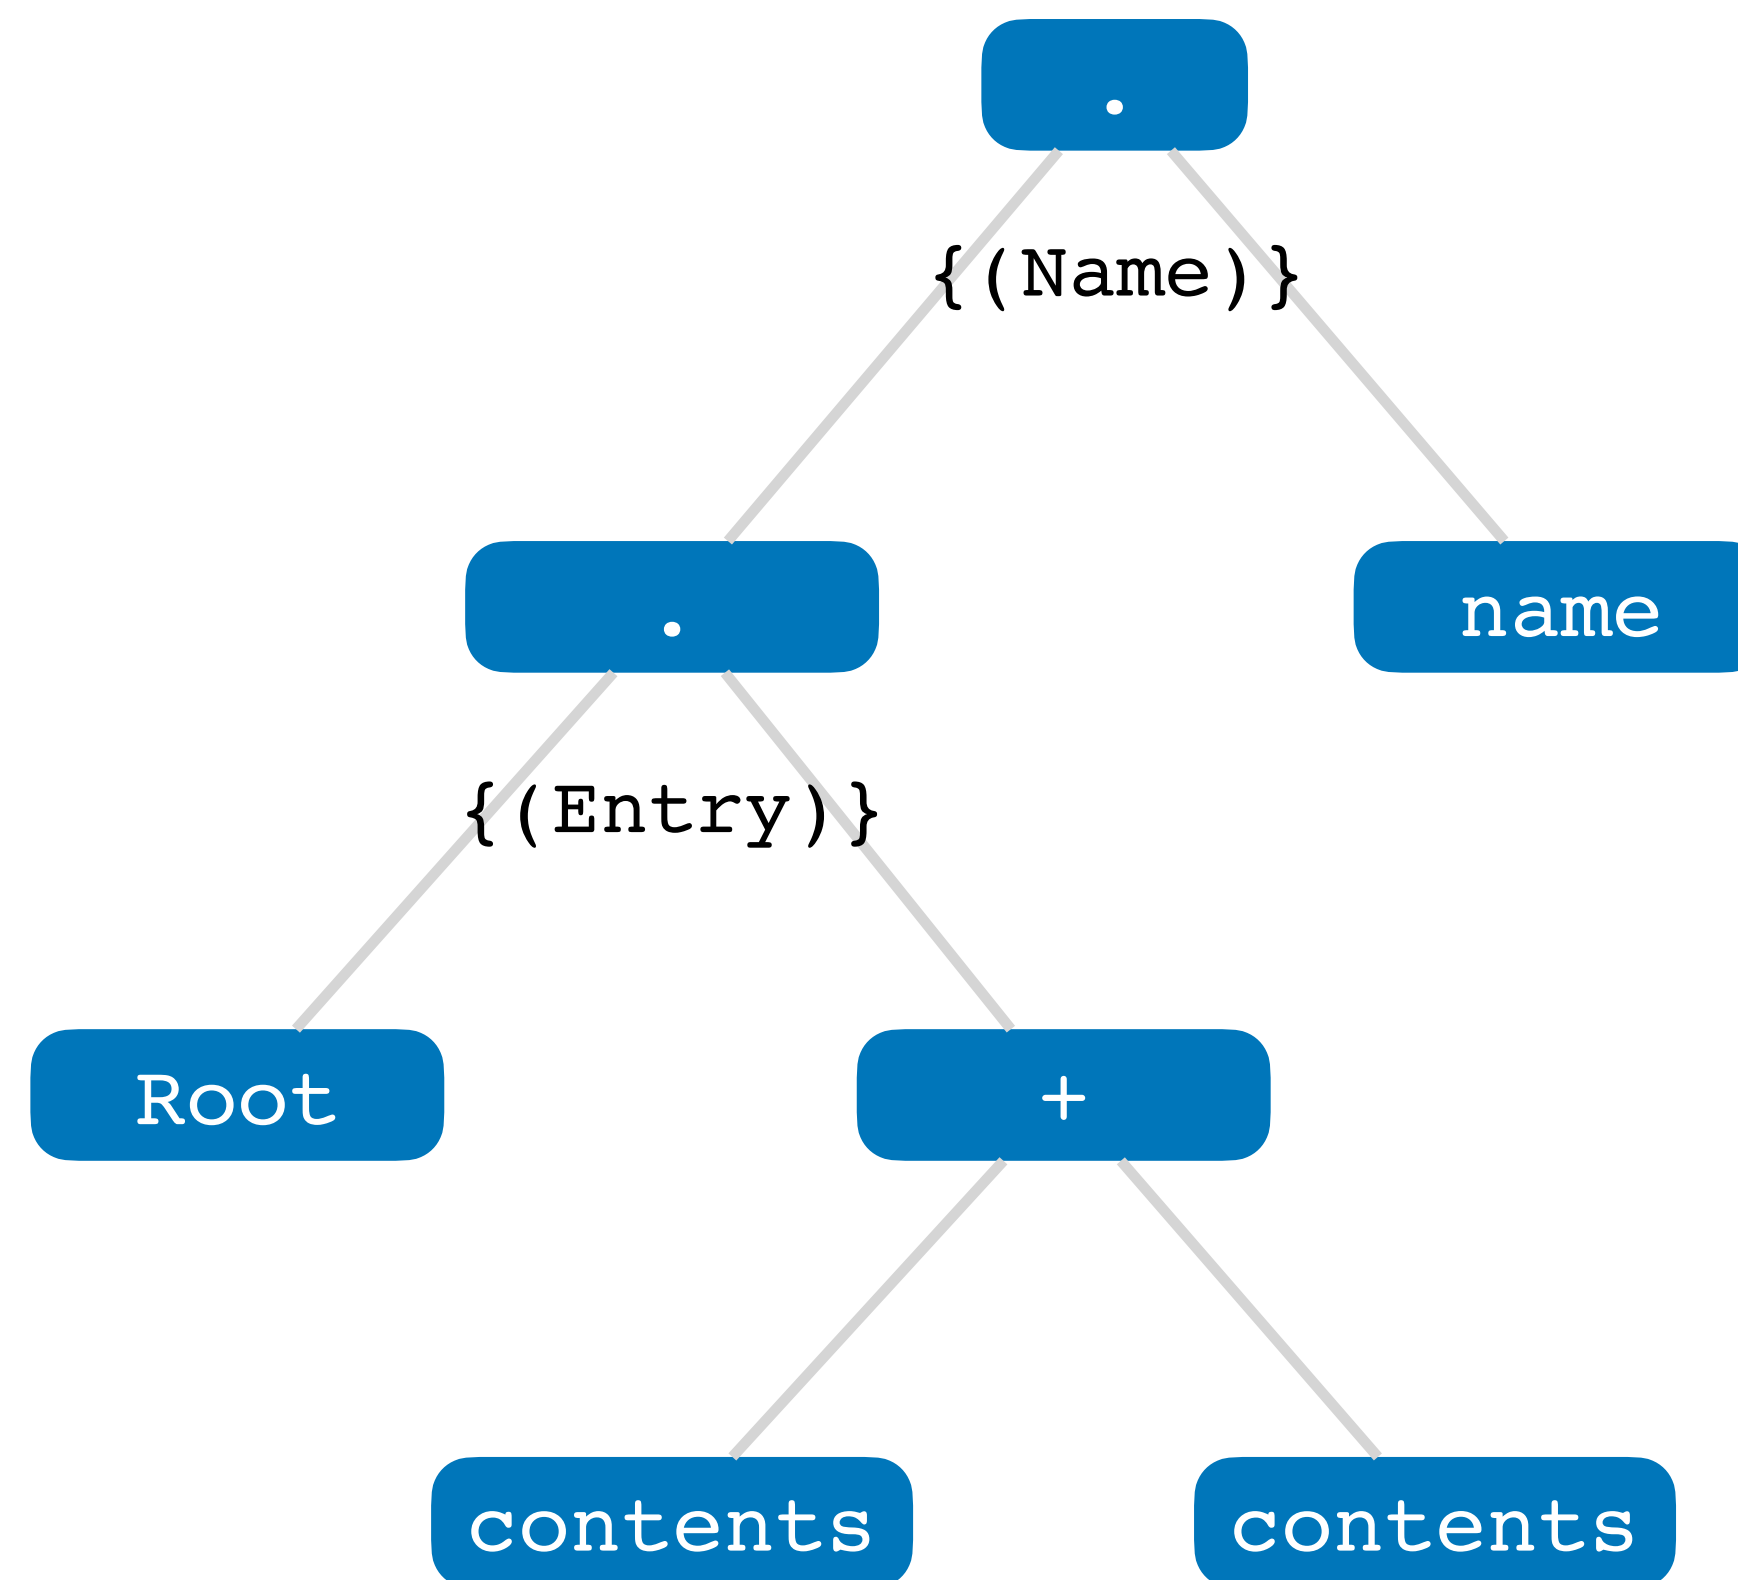 .
{(Name)}
. name
{(Entry)}
Root +
contents contents